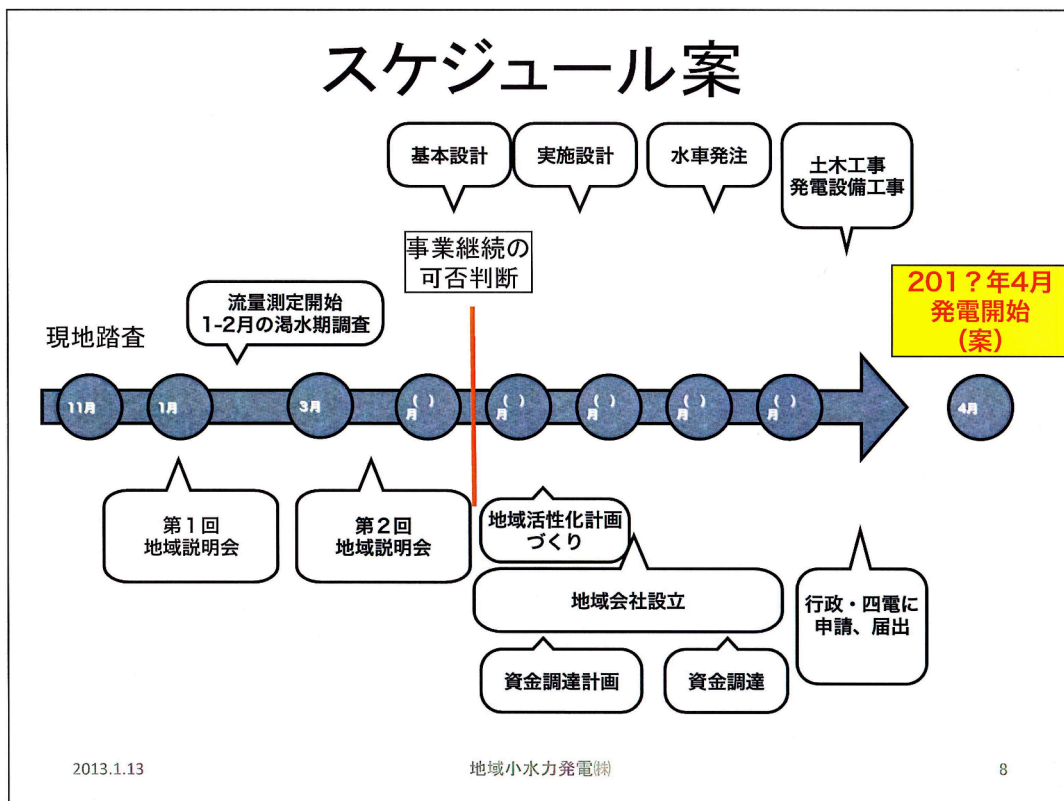 スケジュール案
基本設計
実施設計
水車発注
土木工事
発電設備工事
事業継続の
可否判断
流量測定開始
1-2月の渇水期調査
201？年4月
発電開始
（案）
現地踏査
11月
1月
3月
（ ）
月
（ ）
月
（ ）
月
（ ）
月
（ ）
月
4月
第１回
地域説明会
第２回
地域説明会
地域活性化計画
づくり
地域会社設立
行政・四電に
申請、届出
資金調達計画
資金調達
2013.1.13
地域小水力発電㈱
8